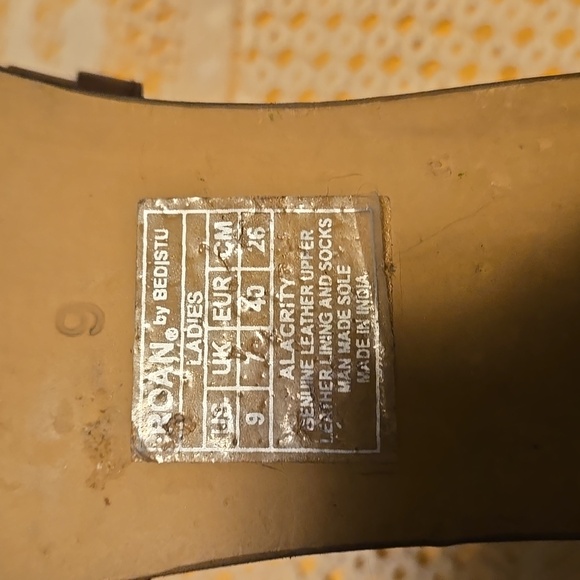 RDAN® by BED|STU
LADIES
US UK EUR CM
9 7 40 26
ALACRITY
GENUINE LEATHER UPPER
LEATHER LINING AND SOCKS
MAN MADE SOLE
MADE IN INDIA
9